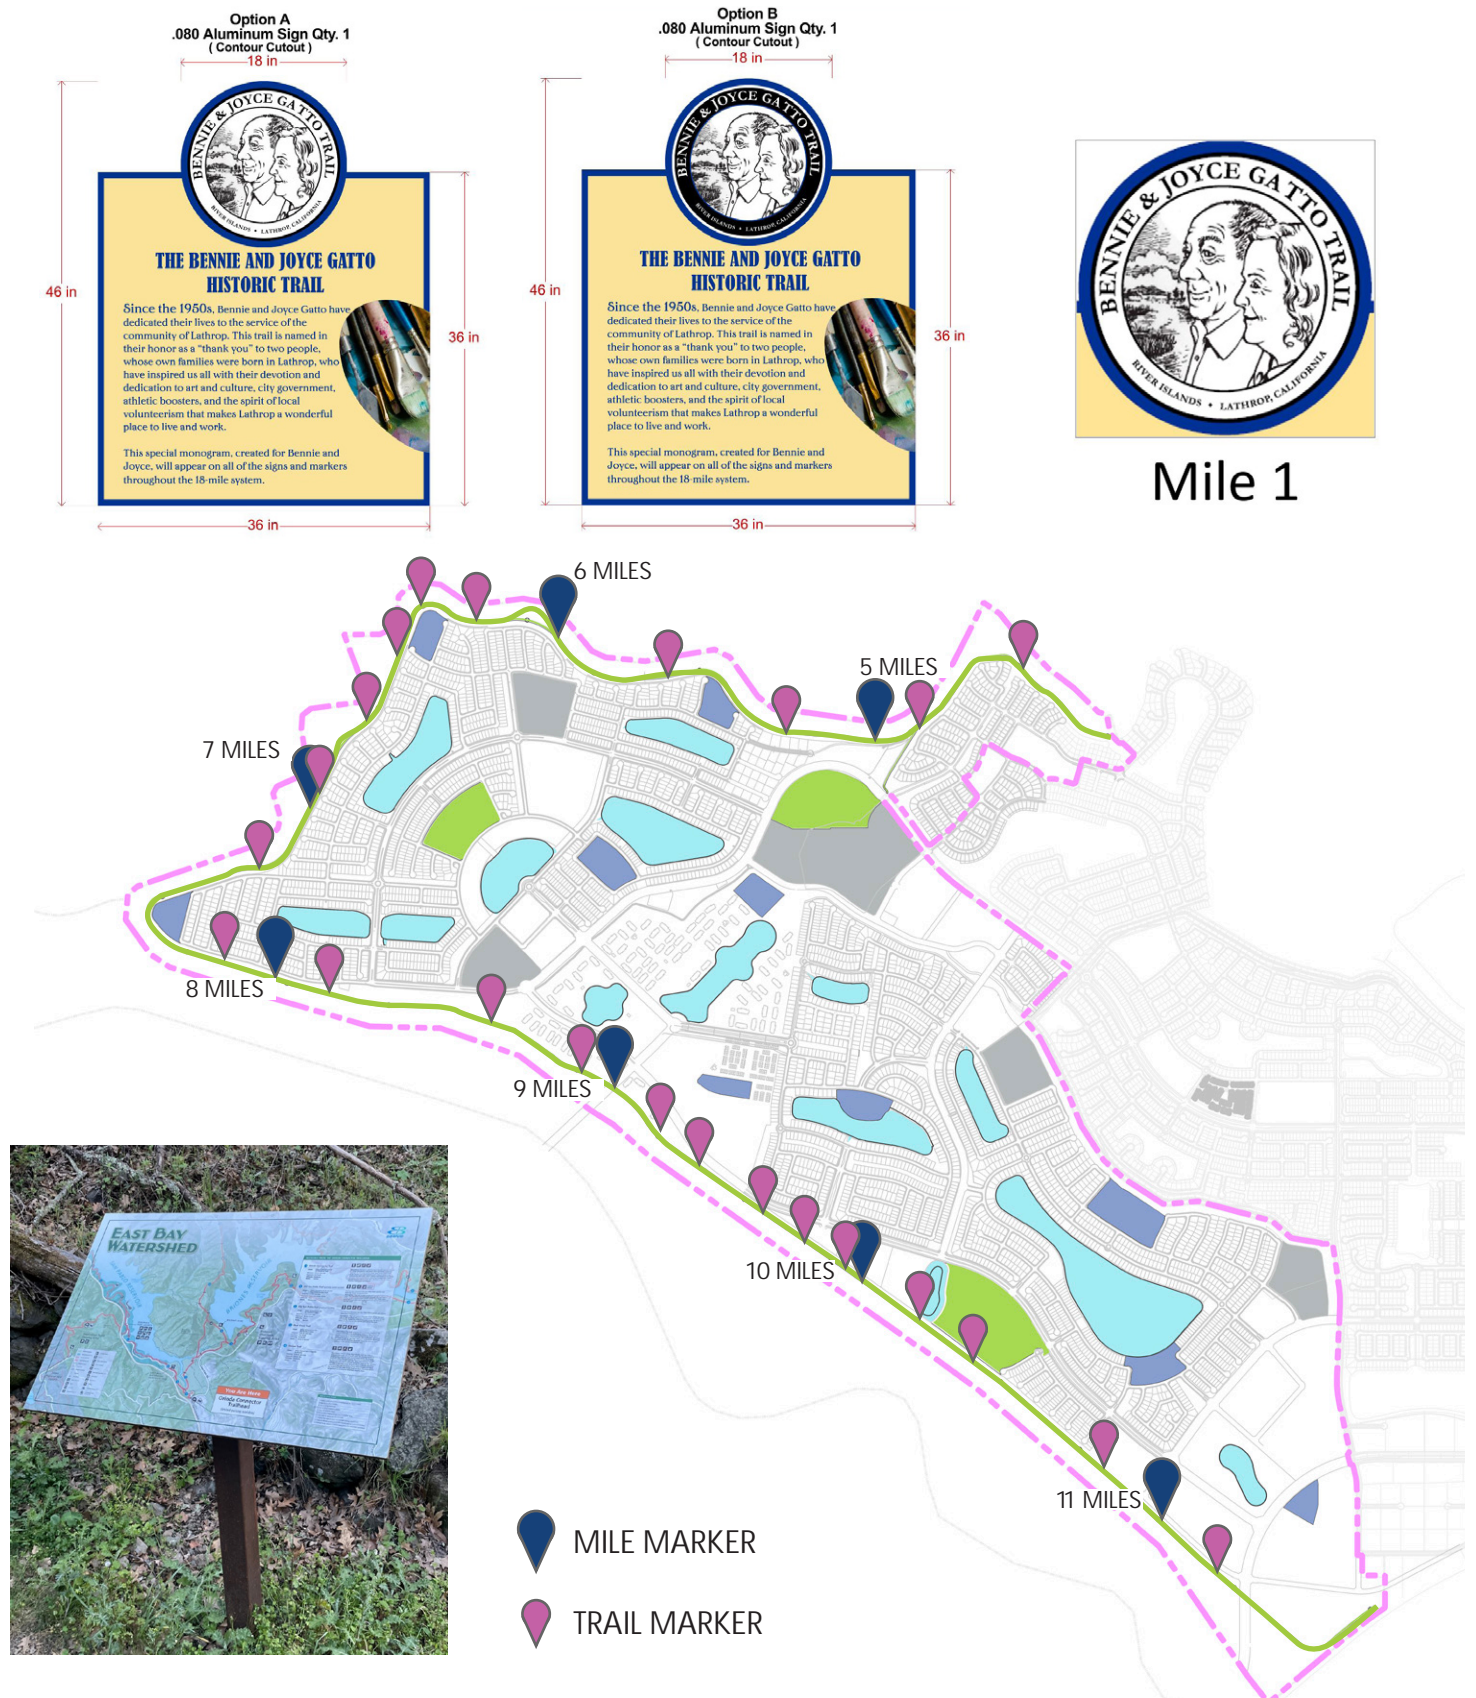 Option A
.080 Aluminum Sign Qty. 1
( Contour Cutout )
18 in
BENNIE & JOYCE GATTO TRAIL
RIVER ISLANDS • LATHROP, CALIFORNIA
46 in
36 in
THE BENNIE AND JOYCE GATTO
HISTORIC TRAIL
Since the 1950s, Bennie and Joyce Gatto have
dedicated their lives to the service of the
community of Lathrop. This trail is named in
their honor as a “thank you” to two people,
whose own families were born in Lathrop, who
have inspired us all with their devotion and
dedication to art and culture, city government,
athletic boosters, and the spirit of local
volunteerism that makes Lathrop a wonderful
place to live and work.
This special monogram, created for Bennie and
Joyce, will appear on all of the signs and markers
throughout the 18-mile system.
36 in
Option B
.080 Aluminum Sign Qty. 1
( Contour Cutout )
18 in
BENNIE & JOYCE GATTO TRAIL
RIVER ISLANDS • LATHROP, CALIFORNIA
46 in
36 in
THE BENNIE AND JOYCE GATTO
HISTORIC TRAIL
Since the 1950s, Bennie and Joyce Gatto have
dedicated their lives to the service of the
community of Lathrop. This trail is named in
their honor as a “thank you” to two people,
whose own families were born in Lathrop, who
have inspired us all with their devotion and
dedication to art and culture, city government,
athletic boosters, and the spirit of local
volunteerism that makes Lathrop a wonderful
place to live and work.
This special monogram, created for Bennie and
Joyce, will appear on all of the signs and markers
throughout the 18-mile system.
36 in
BENNIE & JOYCE GATTO TRAIL
RIVER ISLANDS • LATHROP, CALIFORNIA
Mile 1
6 MILES
5 MILES
7 MILES
8 MILES
9 MILES
10 MILES
11 MILES
EAST BAY
WATERSHED
You Are Here
Connector
Trailhead
MILE MARKER
TRAIL MARKER